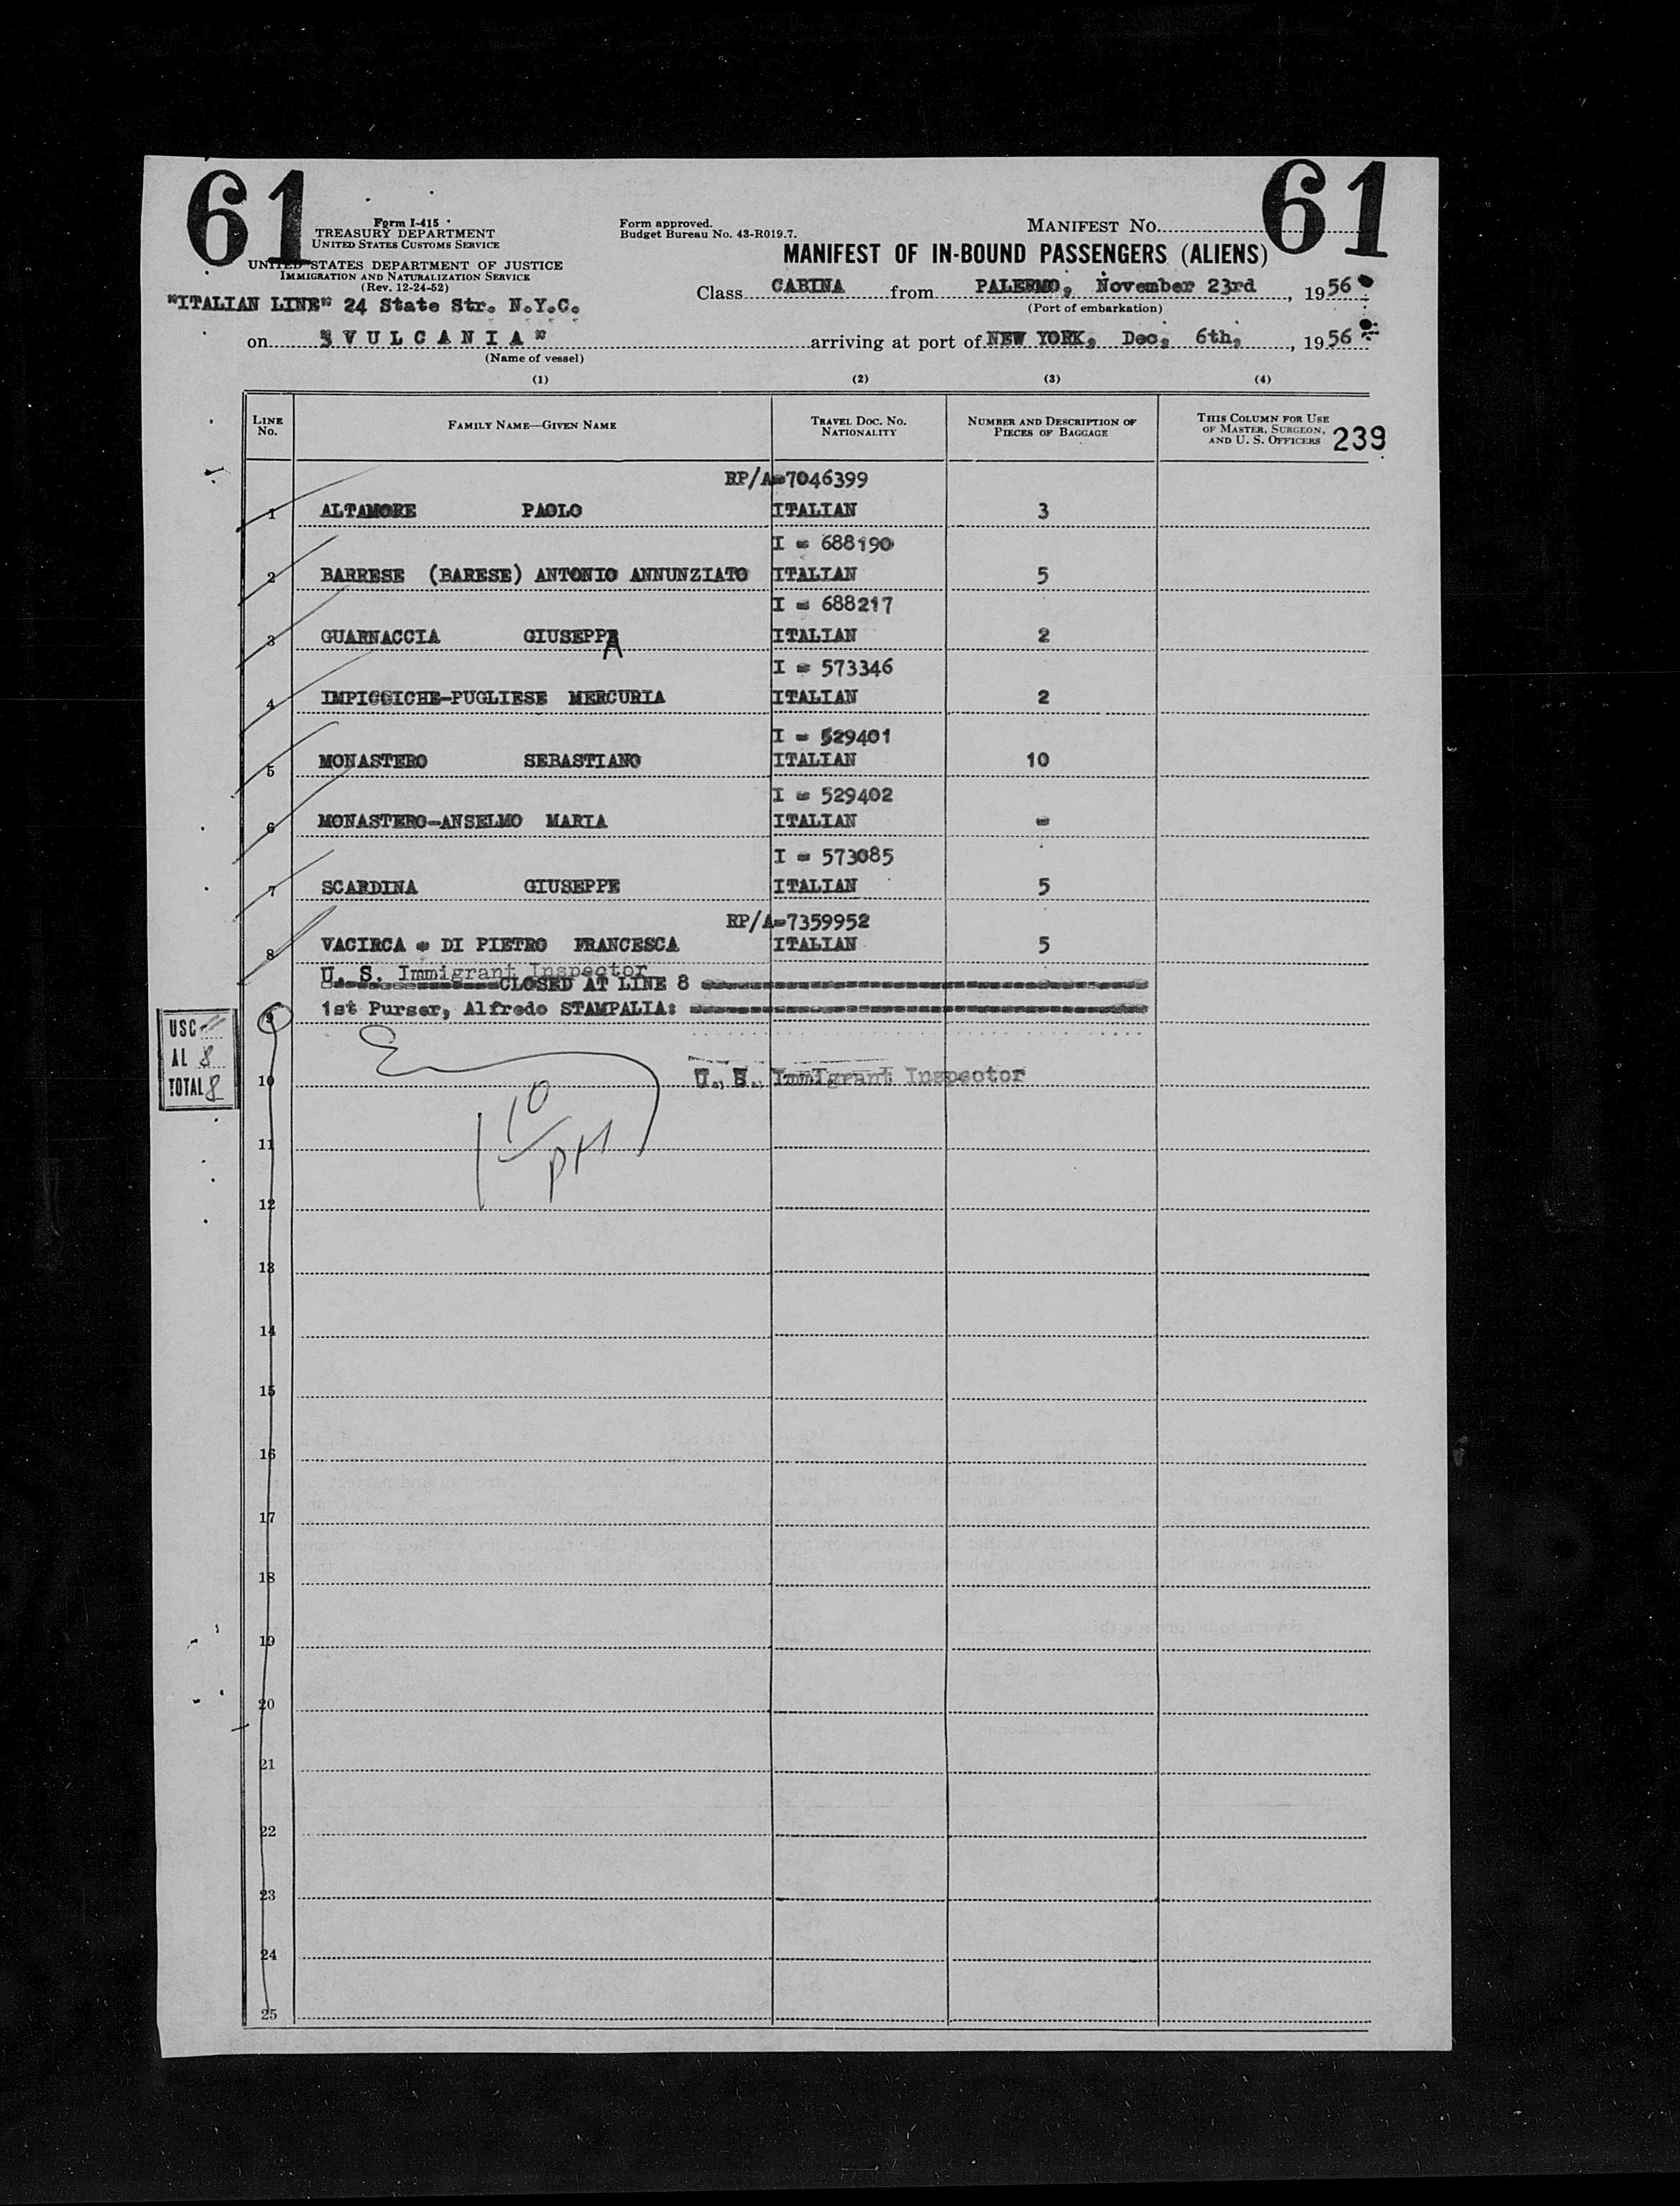 61
61
Form I-415
TREASURY DEPARTMENT
UNITED STATES CUSTOMS SERVICE
UNITED STATES DEPARTMENT OF JUSTICE
IMMIGRATION AND NATURALIZATION SERVICE
(Rev. 12-24-52)
Form approved.
Budget Bureau No. 43-R019.7.
MANIFEST NO.
MANIFEST OF IN-BOUND PASSENGERS (ALIENS)
"ITALIAN LINE" 24 State Str. N.Y.C.
Class CABINA from PALERMO, November 23rd, 1956
(Port of embarkation)
on "VULCANIA" arriving at port of NEW YORK, Dec, 6th, 1956
(Name of vessel)
(1) (2) (3) (4)
LINE NO. FAMILY NAME—GIVEN NAME TRAVEL DOC. NO. NATIONALITY NUMBER AND DESCRIPTION OF PIECES OF BAGGAGE THIS COLUMN FOR USE OF MASTER, SURGEON, AND U. S. OFFICERS 239
RP/A-7046399
1 ALTAMORE PAOLO ITALIAN 3
I - 688190
2 BARRESE (BARESE) ANTONIO ANNUNZIATO ITALIAN 5
I - 688217
3 GUARNACCIA GIUSEPPA ITALIAN 2
I - 573346
4 IMPICCICHE-PUGLIESE MERCURIA ITALIAN 2
I - 529401
5 MONASTERO SEBASTIANO ITALIAN 10
I - 529402
6 MONASTERO-ANSELMO MARIA ITALIAN -
I - 573085
7 SCARDINA GIUSEPPE ITALIAN 5
RP/A-7359952
8 VACIRCA - DI PIETRO FRANCESCA ITALIAN 5
U. S. Immigrant Inspector
CLOSED AT LINE 8
9 1st Purser, Alfredo STAMPALIA:
USC
AL 8
TOTAL 8
10 U. S. Immigrant Inspector
10
PM
11
12
13
14
15
16
17
18
19
20
21
22
23
24
25